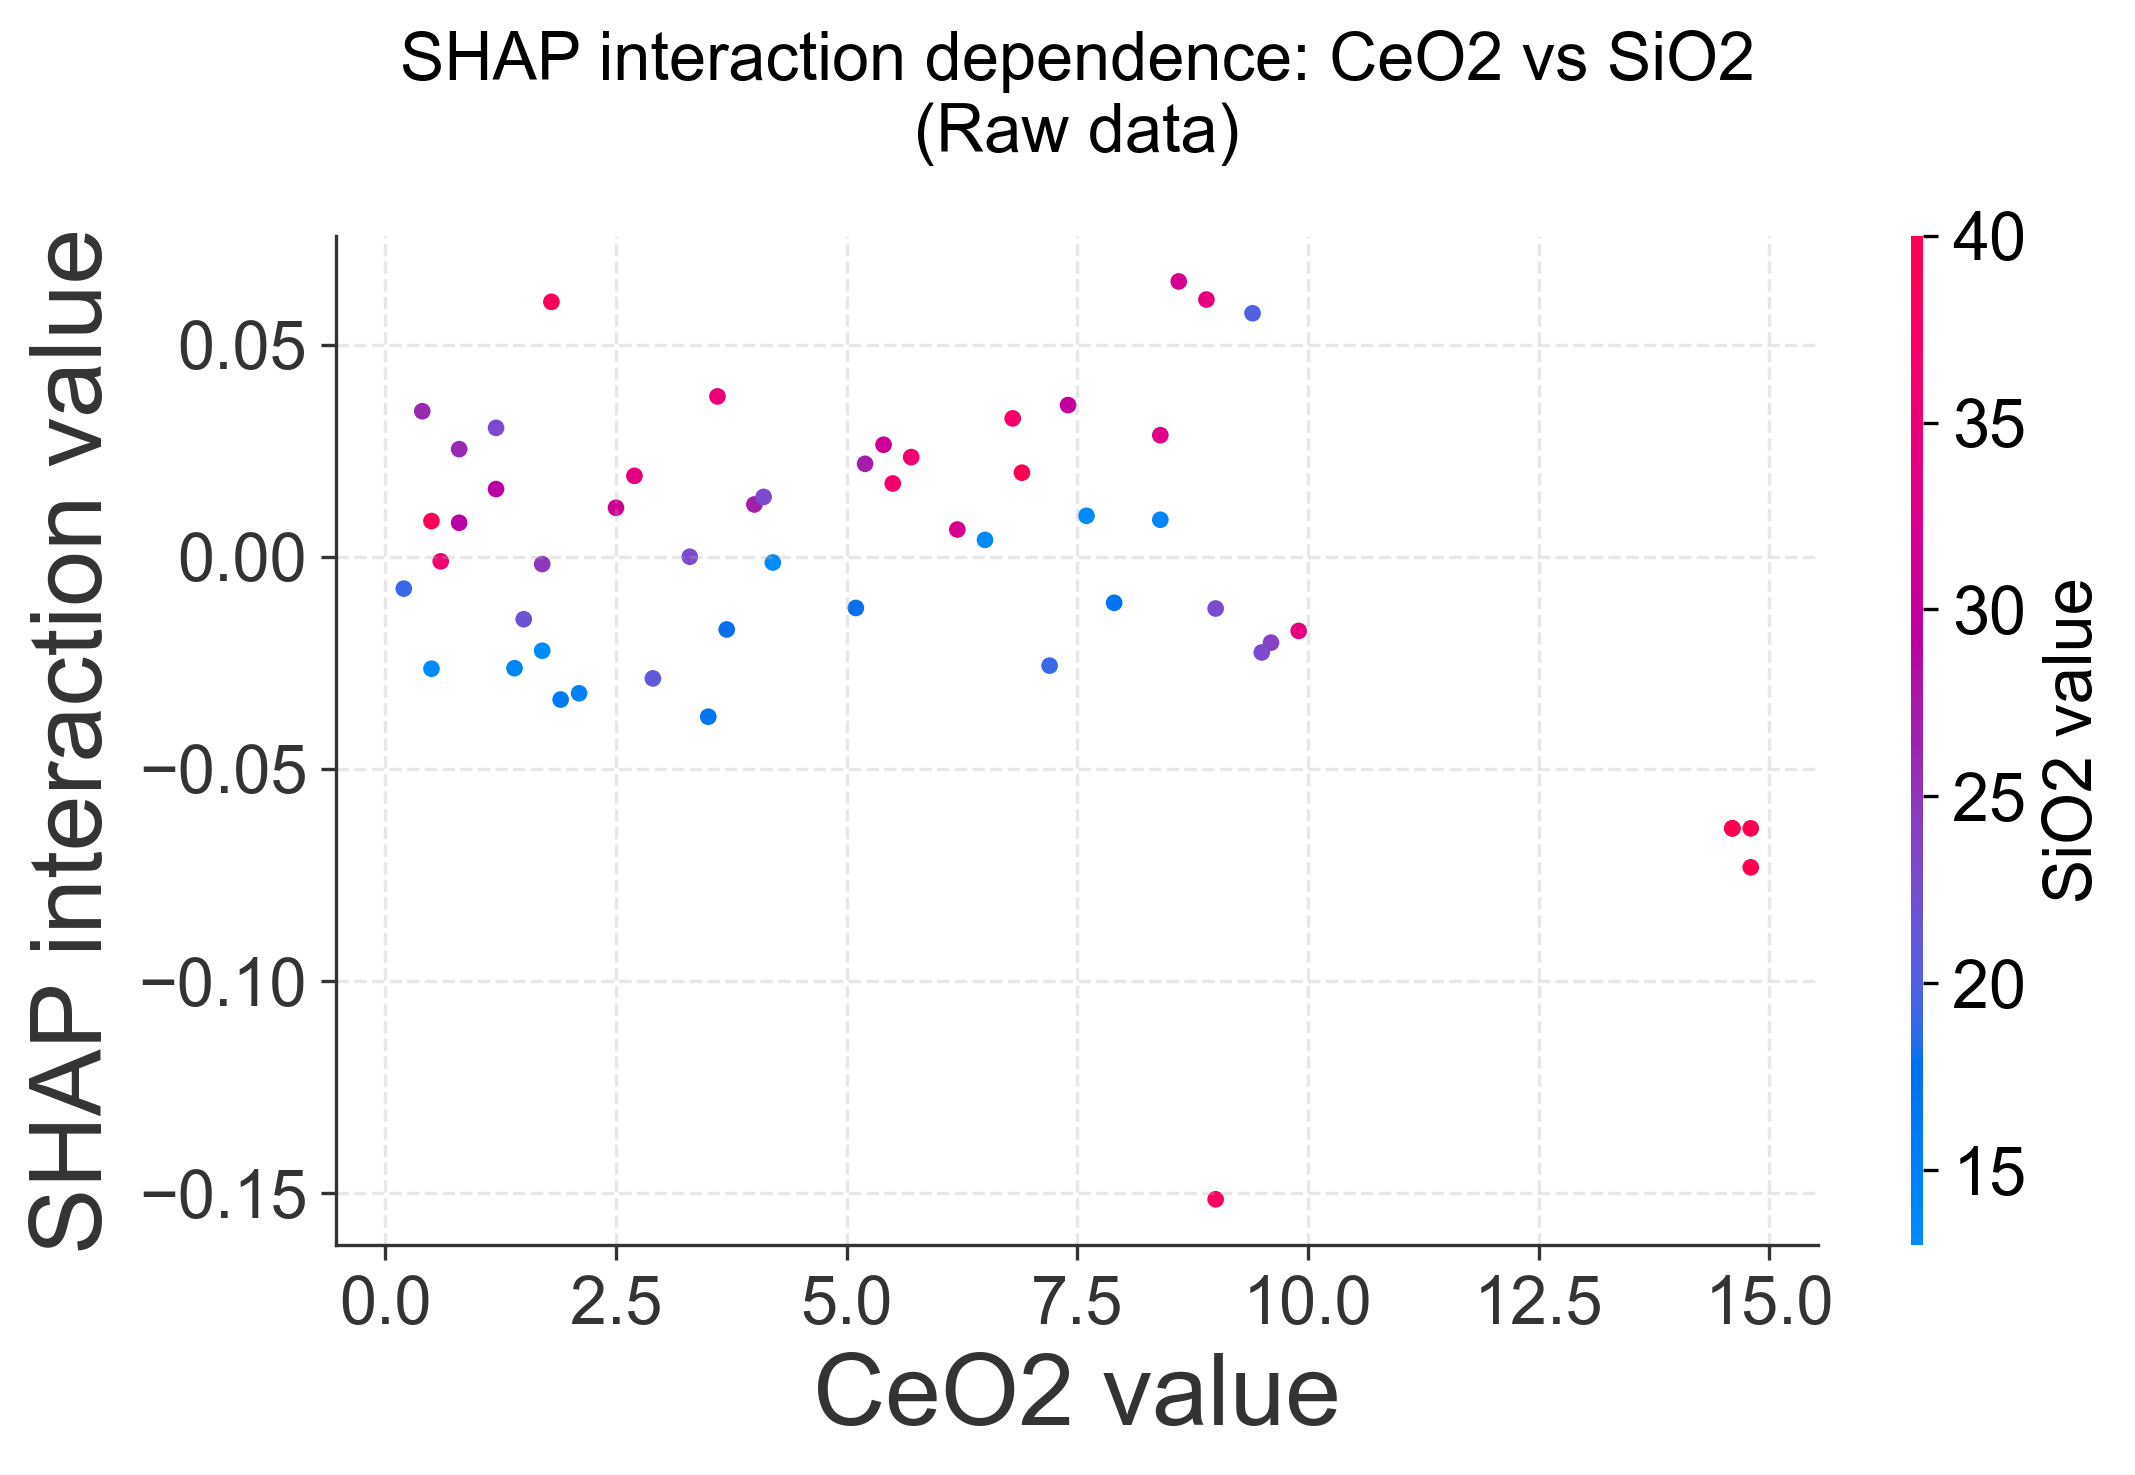 SHAP interaction dependence: CeO2 vs SiO2
(Raw data)
SHAP interaction value
0.05
0.00
−0.05
−0.10
−0.15
0.0 2.5 5.0 7.5 10.0 12.5 15.0
CeO2 value
40
35
30
25
20
15
SiO2 value